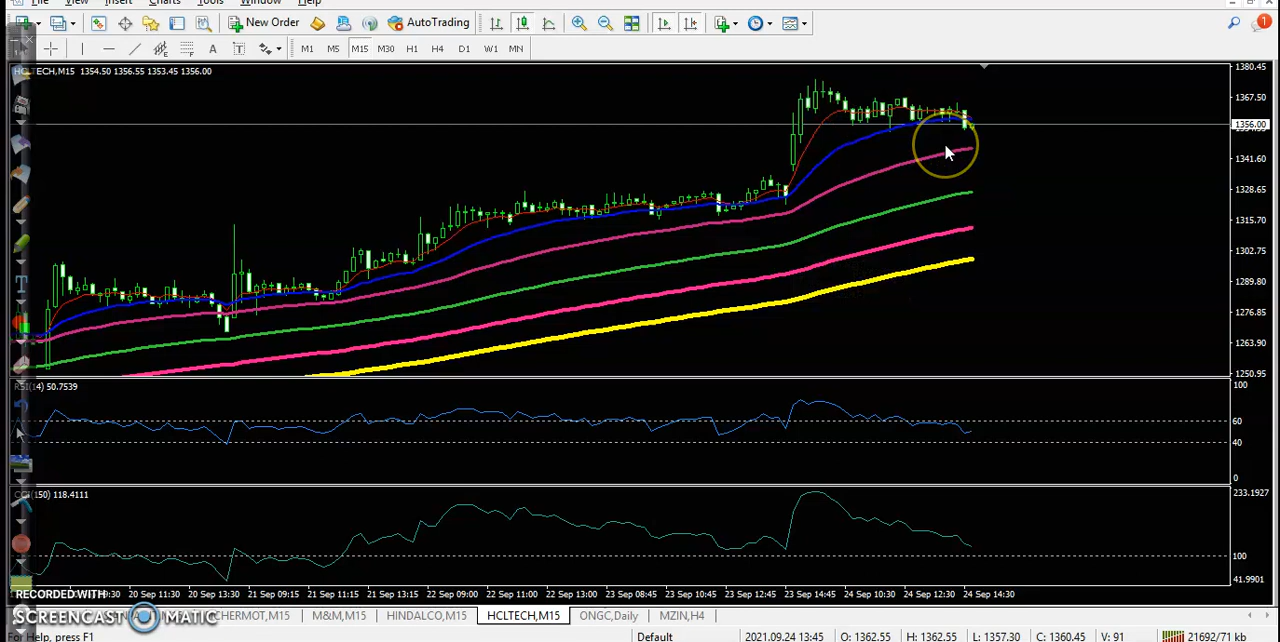 File View Insert Charts Tools Window Help
New Order AutoTrading
A T M1 M5 M15 M30 H1 H4 D1 W1 MN
HCLTECH,M15 1354.50 1356.55 1353.45 1356.00
1380.45
1367.50
1356.00
1341.60
1328.65
1315.70
1302.75
1289.80
1276.85
1263.90
1250.95
RSI(14) 50.7539
100
60
40
0
CCI(150) 118.4111
233.1927
100
41.9901
20 Sep 11:30 20 Sep 13:30 21 Sep 11:15 21 Sep 13:15 22 Sep 09:00 22 Sep 11:00 22 Sep 13:00 23 Sep 08:45 23 Sep 10:45 23 Sep 12:45 23 Sep 14:45 24 Sep 10:30 24 Sep 12:30 24 Sep 14:30
RECORDED WITH
SCREENCAST MATIC
M&M,M15 HINDALCO,M15 HCLTECH,M15 ONGC,Daily MZIN,H4
For Help, press F1 Default 2021.09.24 13:45 O: 1362.55 H: 1362.55 L: 1357.30 C: 1360.45 V: 91 21692/71 kb